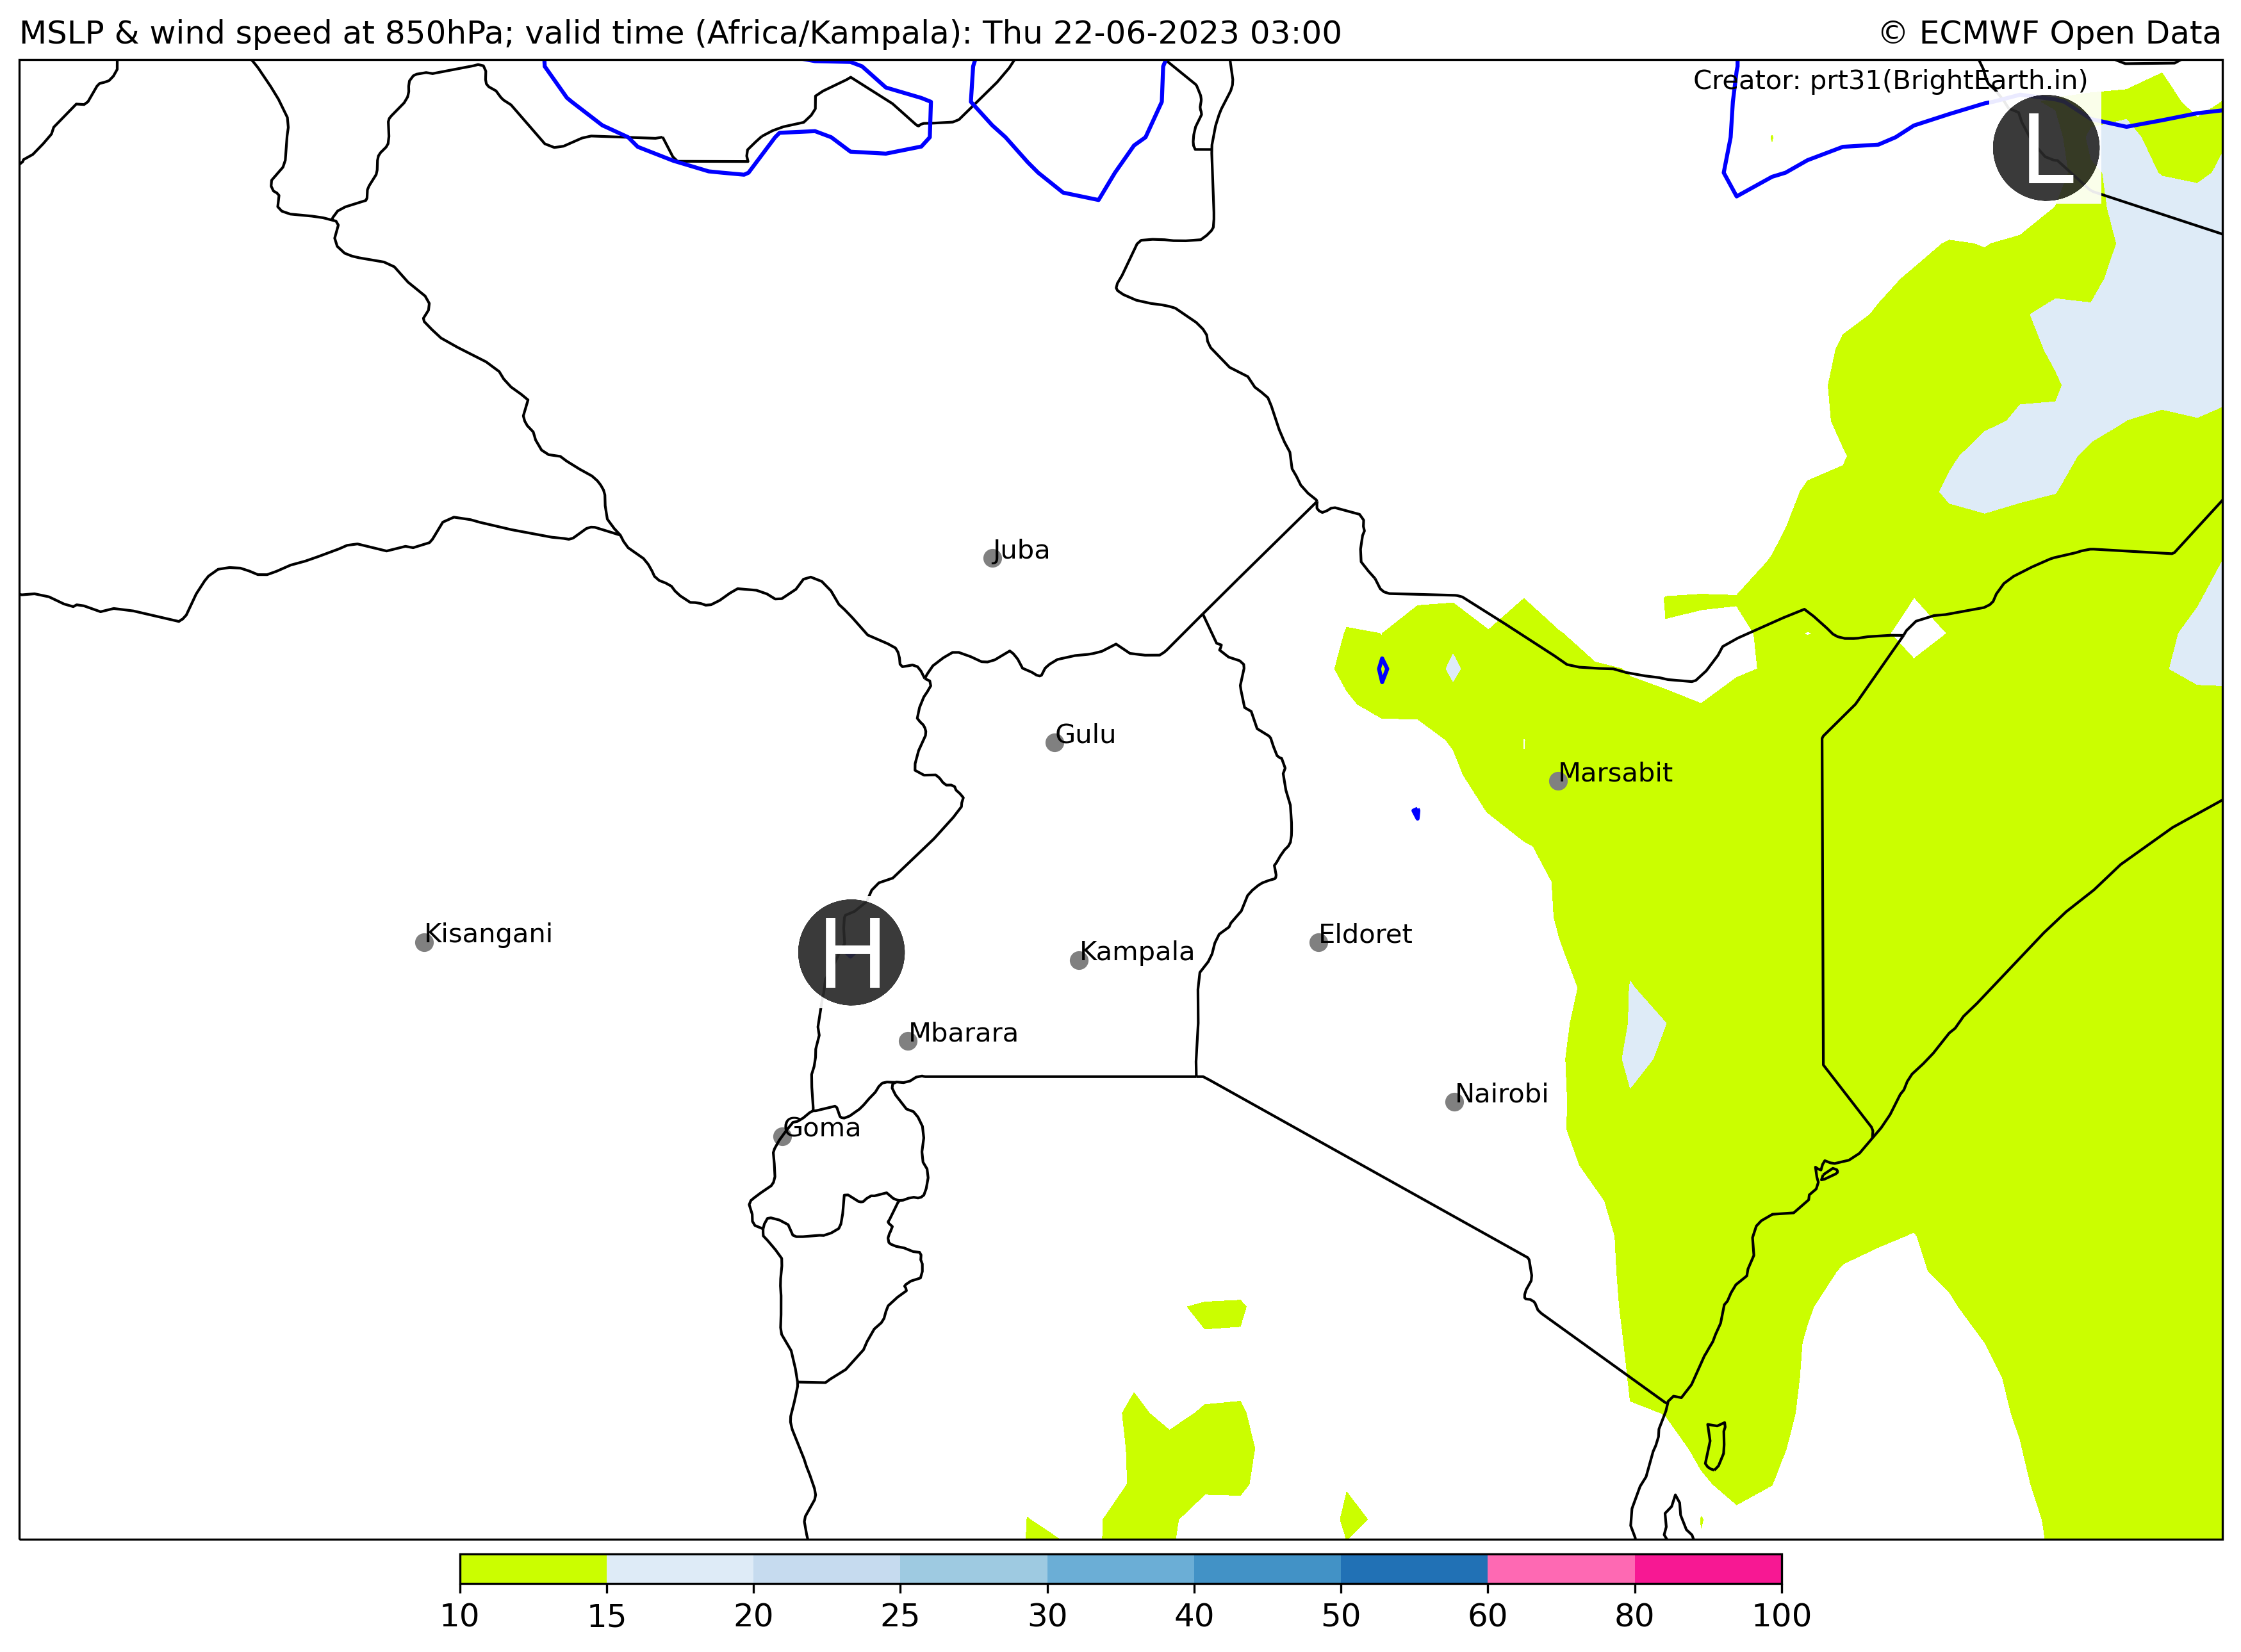 MSLP & wind speed at 850hPa; valid time (Africa/Kampala): Thu 22-06-2023 03:00
© ECMWF Open Data
Creator: prt31(BrightEarth.in)
L
Juba
Gulu
Marsabit
Kisangani
H
Kampala
Eldoret
Mbarara
Nairobi
Goma
10 15 20 25 30 40 50 60 80 100